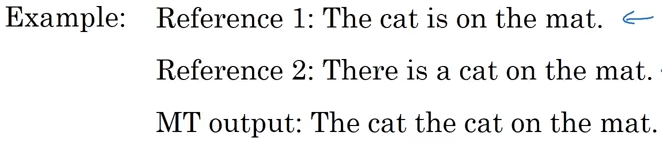 Example: Reference 1: The cat is on the mat.
Reference 2: There is a cat on the mat.
MT output: The cat the cat on the mat.